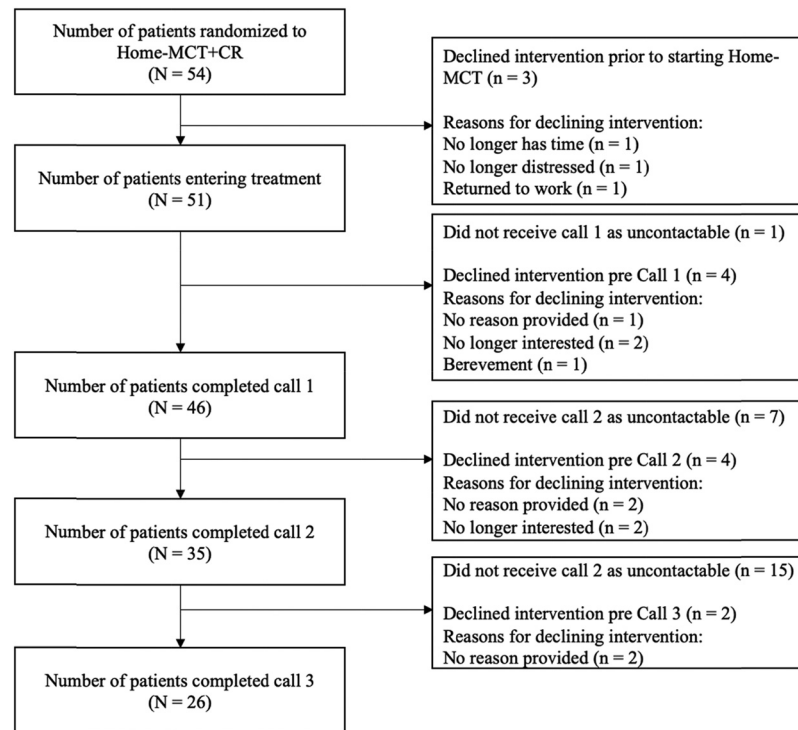 Number of patients randomized to
Home-MCT+CR
(N = 54)
Declined intervention prior to starting Home-
MCT (n = 3)
Reasons for declining intervention:
No longer has time (n = 1)
No longer distressed (n = 1)
Returned to work (n = 1)
Number of patients entering treatment
(N = 51)
Did not receive call 1 as uncontactable (n = 1)
Declined intervention pre Call 1 (n = 4)
Reasons for declining intervention:
No reason provided (n = 1)
No longer interested (n = 2)
Berevement (n = 1)
Number of patients completed call 1
(N = 46)
Did not receive call 2 as uncontactable (n = 7)
Declined intervention pre Call 2 (n = 4)
Reasons for declining intervention:
No reason provided (n = 2)
No longer interested (n = 2)
Number of patients completed call 2
(N = 35)
Did not receive call 2 as uncontactable (n = 15)
Declined intervention pre Call 3 (n = 2)
Reasons for declining intervention:
No reason provided (n = 2)
Number of patients completed call 3
(N = 26)